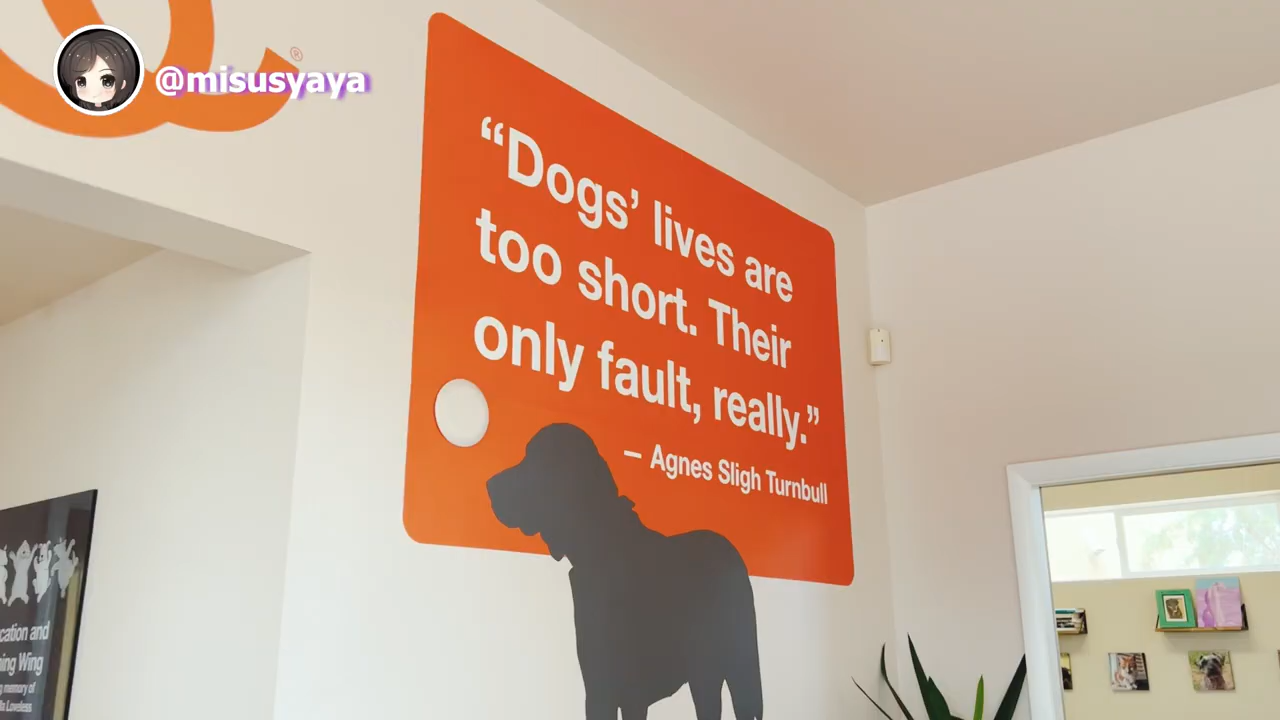 ®
@misusyaya
“Dogs’ lives are
too short. Their
only fault, really.”
– Agnes Sligh Turnbull
cation and
ing Wing
memory of
Loveless